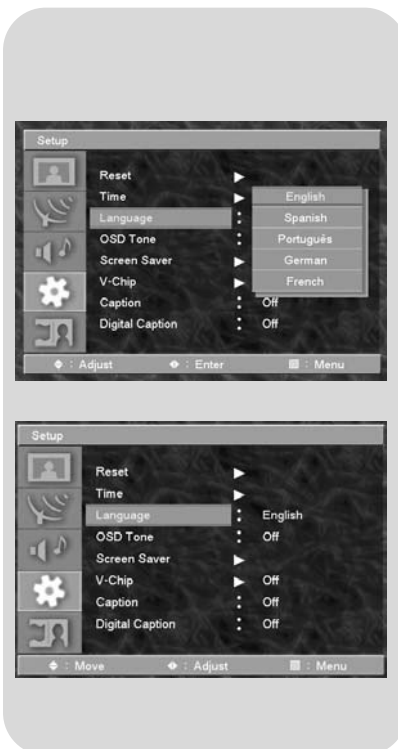 Setup
Reset
Time
English
Language :
Spanish
OSD Tone :
Português
Screen Saver
German
V-Chip
French
Caption : Off
Digital Caption : Off
: Adjust : Enter : Menu
Setup
Reset
Time
Language : English
OSD Tone : Off
Screen Saver
V-Chip Off
Caption : Off
Digital Caption : Off
: Move : Adjust : Menu